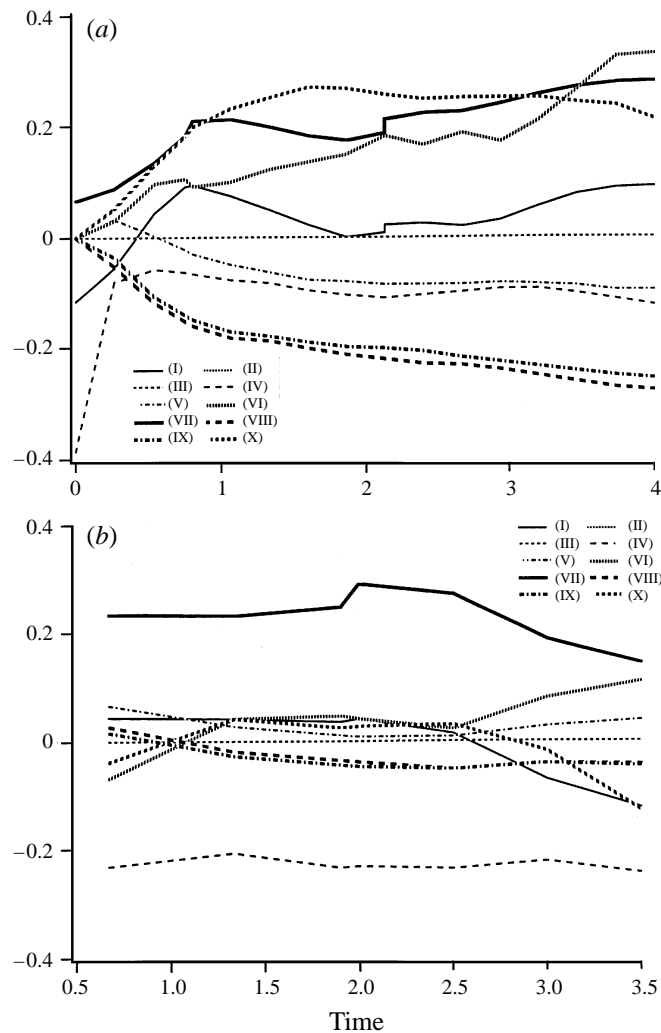 0.4
(a)
0.2
0
−0.2
(I) (II)
(III) (IV)
(V) (VI)
(VII) (VIII)
(IX) (X)
−0.4
0 1 2 3 4
0.4
(b)
(I) (II)
(III) (IV)
(V) (VI)
(VII) (VIII)
(IX) (X)
0.2
0
−0.2
−0.4
0.5 1.0 1.5 2.0 2.5 3.0 3.5
Time